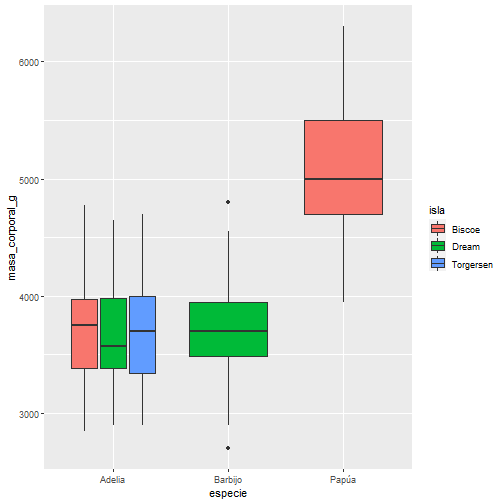 masa_corporal_g
6000
5000
4000
3000
Adelia Barbijo Papúa
especie
isla
Biscoe
Dream
Torgersen